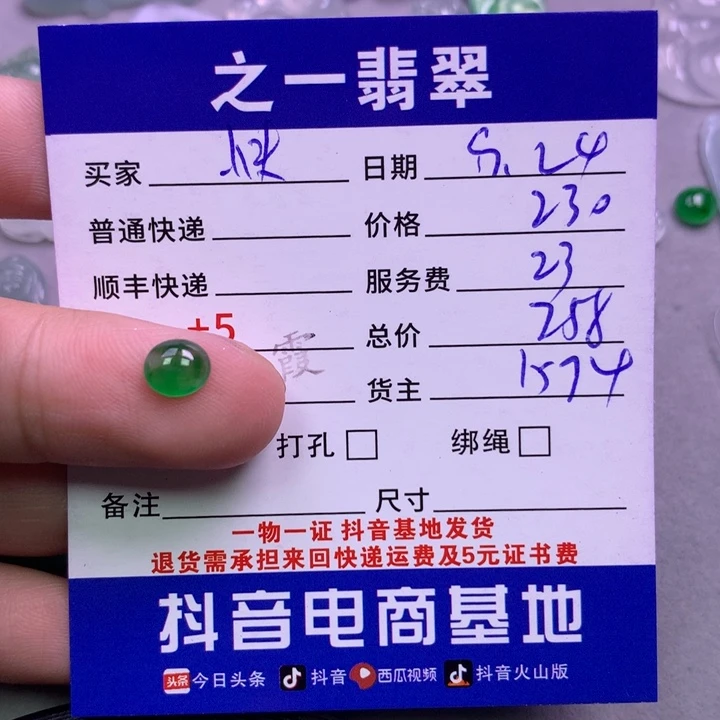 之一翡翠
买家 日期 5.24
普通快递 价格 230
顺丰快递 服务费 23
+5 总价 258
霞 货主 1574
打孔 绑绳
备注 尺寸
一物一证 抖音基地发货
退货需承担来回快递运费及5元证书费
抖音电商基地
头条 今日头条 抖音 西瓜视频 抖音火山版